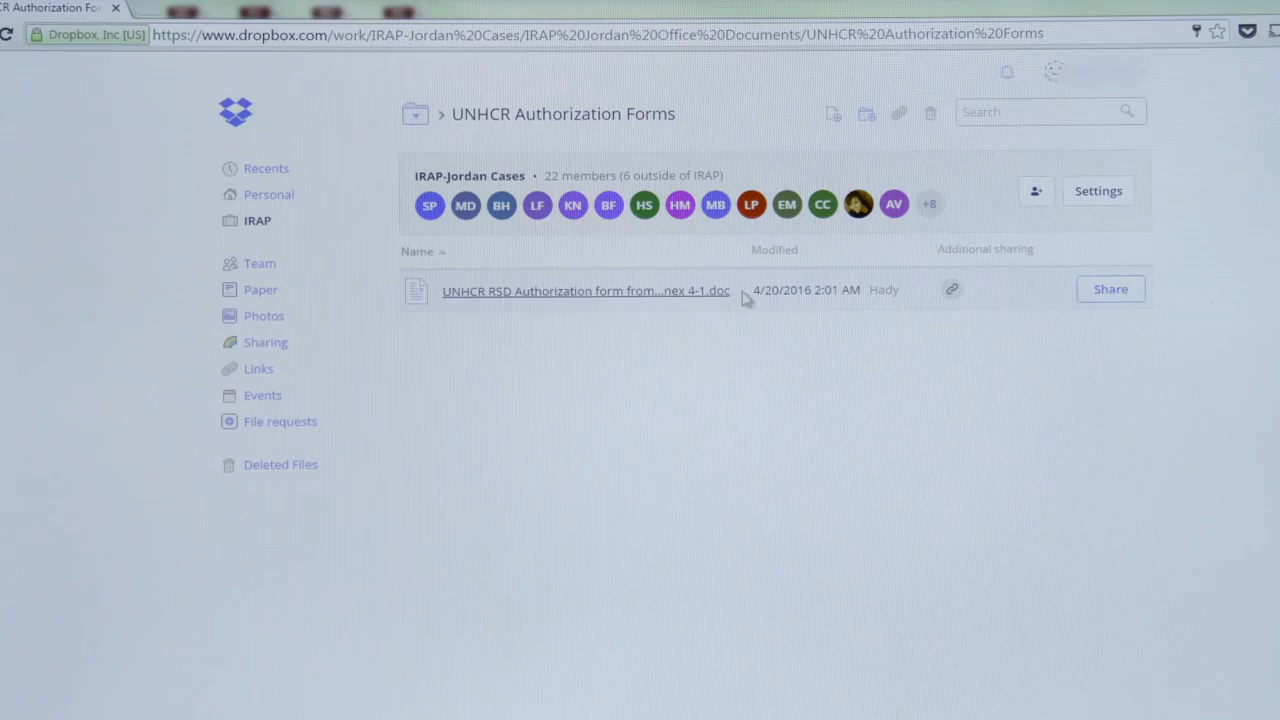 R Authorization Fo
Dropbox, Inc [US] https://www.dropbox.com/work/IRAP-Jordan%20Cases/IRAP%20Jordan%20Office%20Documents/UNHCR%20Authorization%20Forms
> UNHCR Authorization Forms
Search
Recents
Personal
IRAP
Team
Paper
Photos
Sharing
Links
Events
File requests
Deleted Files
IRAP-Jordan Cases • 22 members (6 outside of IRAP)
SP MD BH LF KN BF HS HM MB LP EM CC AV +8
Settings
Name Modified Additional sharing
UNHCR RSD Authorization form from...nex 4-1.doc 4/20/2016 2:01 AM Hady Share